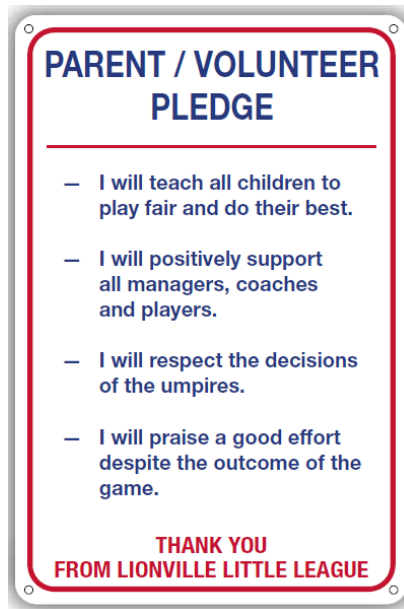 PARENT / VOLUNTEER
PLEDGE
— I will teach all children to
play fair and do their best.
— I will positively support
all managers, coaches
and players.
— I will respect the decisions
of the umpires.
— I will praise a good effort
despite the outcome of the
game.
THANK YOU
FROM LIONVILLE LITTLE LEAGUE